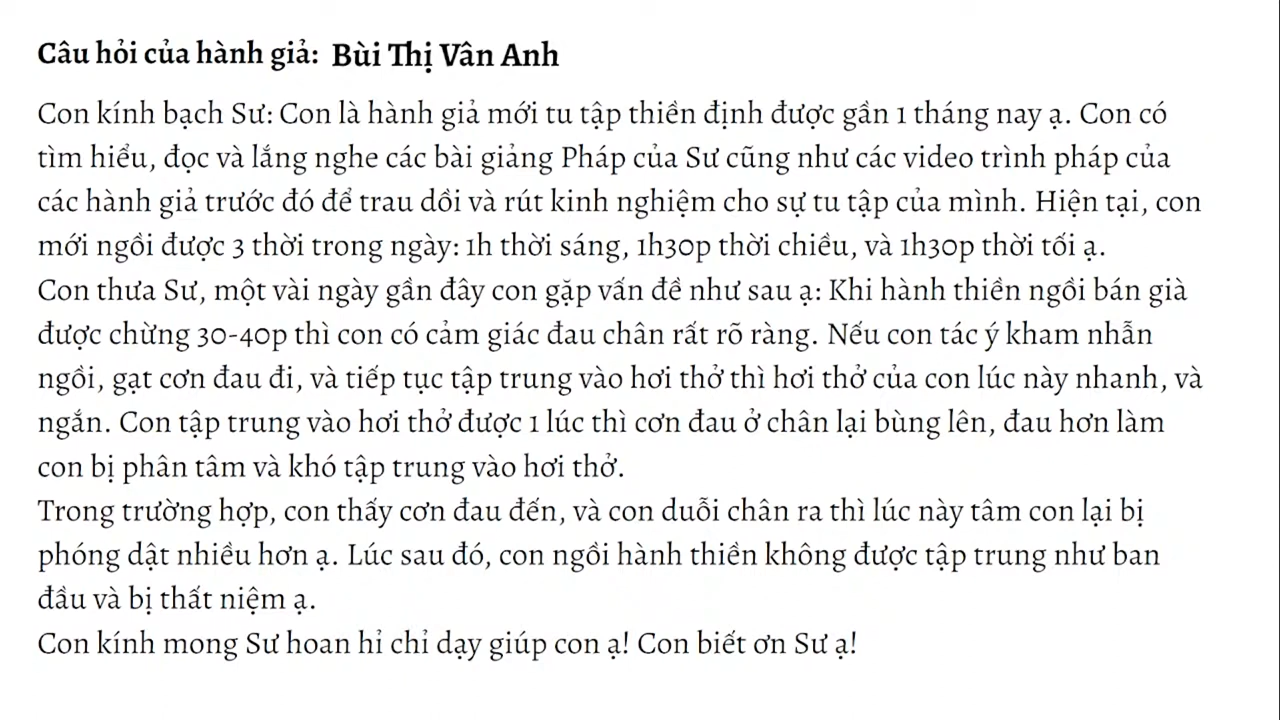 Câu hỏi của hành giả: Bùi Thị Vân Anh
Con kính bạch Sư: Con là hành giả mới tu tập thiền định được gần 1 tháng nay ạ. Con có
tìm hiểu, đọc và lắng nghe các bài giảng Pháp của Sư cũng như các video trình pháp của
các hành giả trước đó để trau dồi và rút kinh nghiệm cho sự tu tập của mình. Hiện tại, con
mới ngồi được 3 thời trong ngày: 1h thời sáng, 1h30p thời chiều, và 1h30p thời tối ạ.
Con thưa Sư, một vài ngày gần đây con gặp vấn đề như sau ạ: Khi hành thiền ngồi bán già
được chừng 30-40p thì con có cảm giác đau chân rất rõ ràng. Nếu con tác ý kham nhẫn
ngồi, gạt cơn đau đi, và tiếp tục tập trung vào hơi thở thì hơi thở của con lúc này nhanh, và
ngắn. Con tập trung vào hơi thở được 1 lúc thì cơn đau ở chân lại bùng lên, đau hơn làm
con bị phân tâm và khó tập trung vào hơi thở.
Trong trường hợp, con thấy cơn đau đến, và con duỗi chân ra thì lúc này tâm con lại bị
phóng dật nhiều hơn ạ. Lúc sau đó, con ngồi hành thiền không được tập trung như ban
đầu và bị thất niệm ạ.
Con kính mong Sư hoan hỉ chỉ dạy giúp con ạ! Con biết ơn Sư ạ!